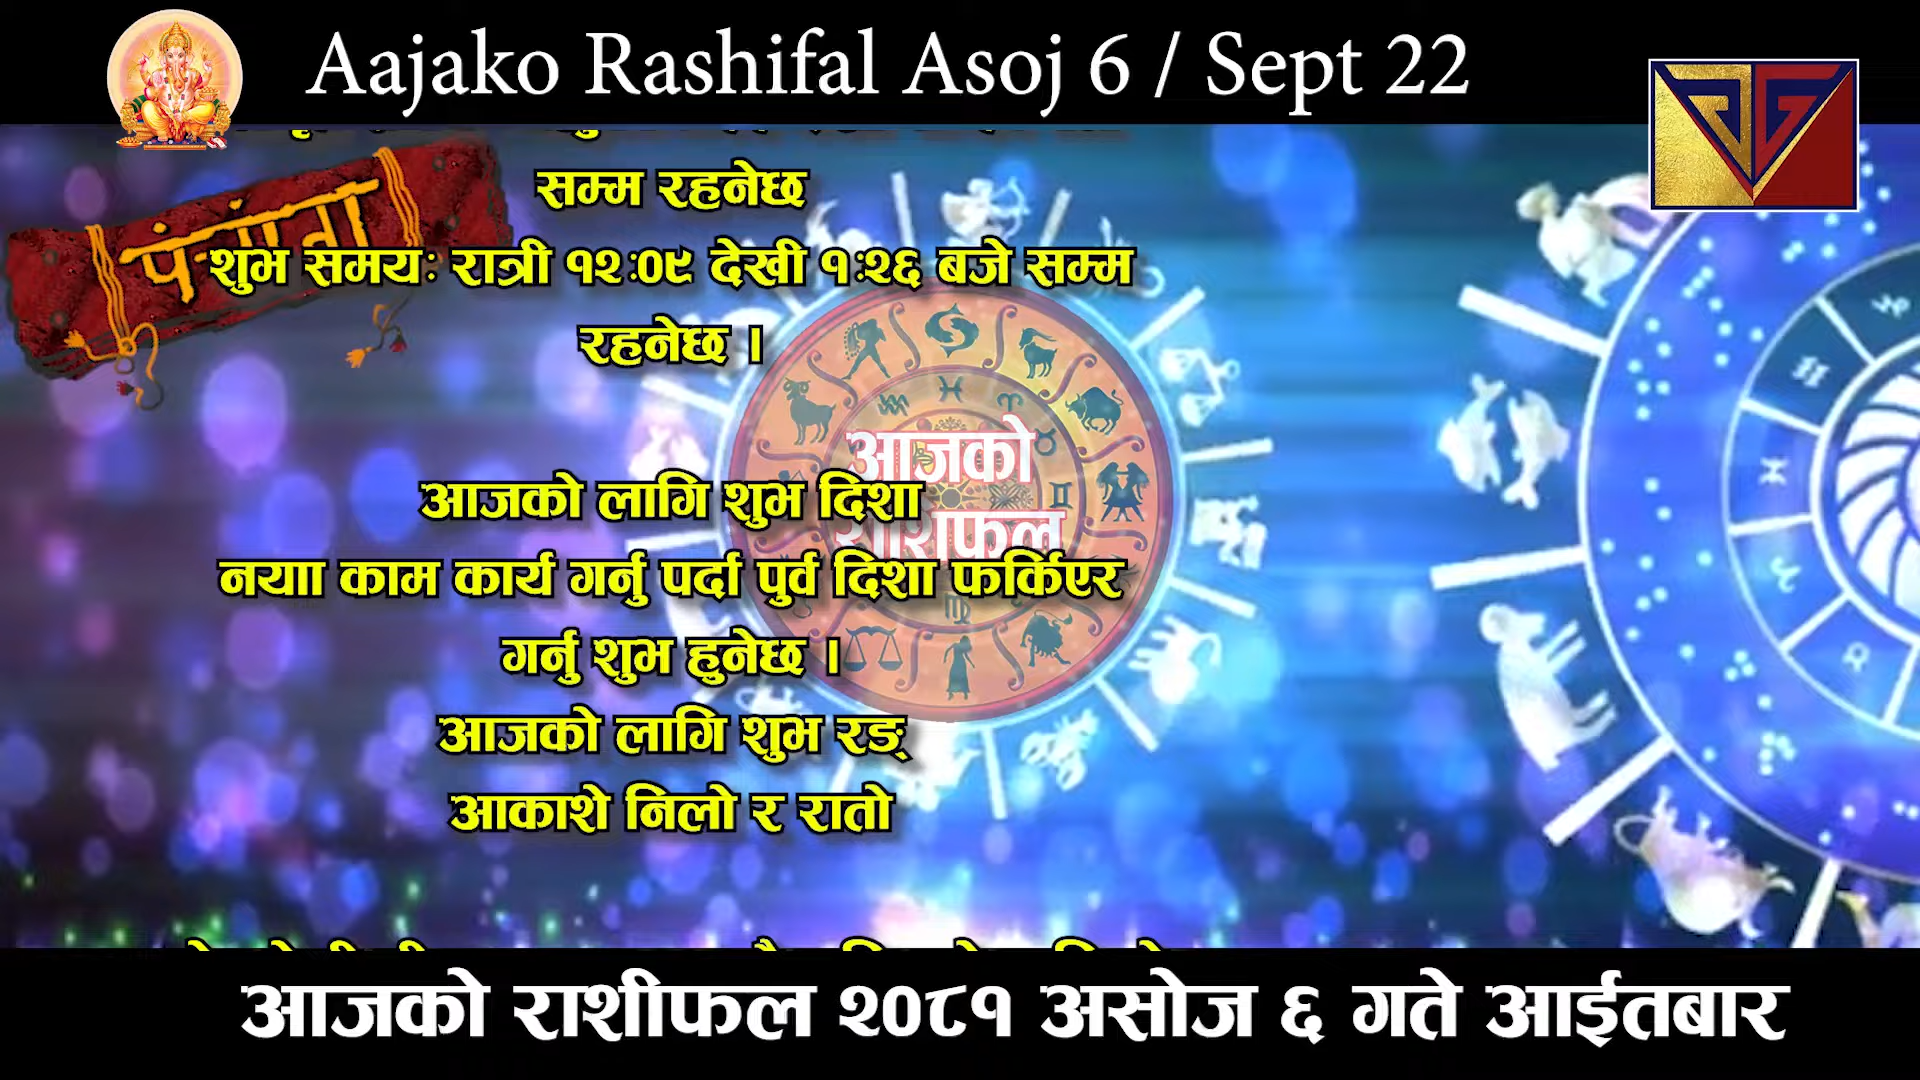 Aajako Rashifal Asoj 6 / Sept 22
सम्म रहनेछ
शुभ समयः रात्री १२ः०९ देखी १ः२६ बजे सम्म
रहनेछ ।
आजको
आजको लागि शुभ दिशा
नयाा काम कार्य गर्नु पर्दा पुर्व दिशा फर्किएर
गर्नु शुभ हुनेछ ।
आजको लागि शुभ रङ्
आकाशे निलो र रातो
आजको राशीफल २०८१ असोज ६ गते आईतबार